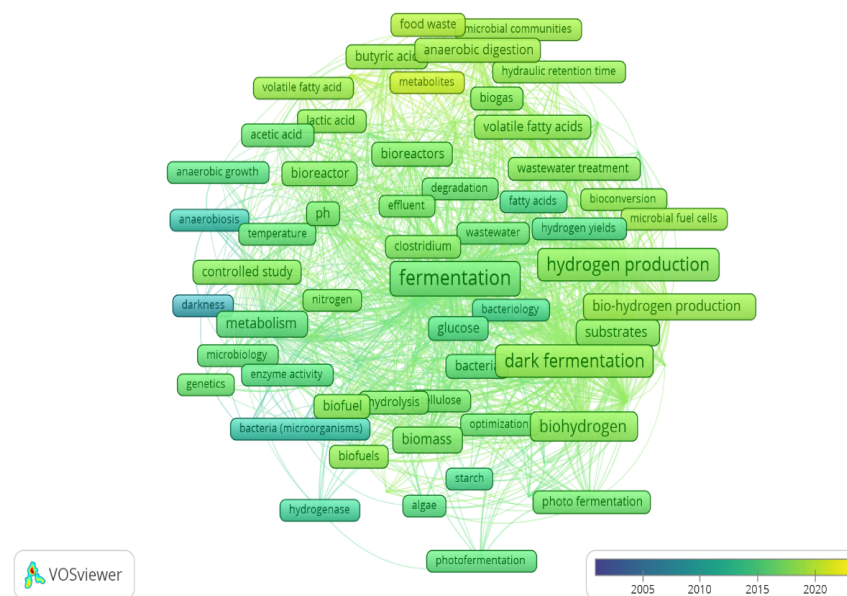 food waste
microbial communities
butyric acid
anaerobic digestion
hydraulic retention time
volatile fatty acid
metabolites
biogas
lactic acid
acetic acid
volatile fatty acids
bioreactors
anaerobic growth
bioreactor
wastewater treatment
degradation
fatty acids
bioconversion
effluent
anaerobiosis
ph
microbial fuel cells
temperature
wastewater
hydrogen yields
clostridium
controlled study
fermentation
hydrogen production
darkness
nitrogen
bacteriology
bio-hydrogen production
metabolism
glucose
substrates
microbiology
dark fermentation
enzyme activity
bacteria
genetics
biofuel
hydrolysis
bacteria (microorganisms)
biomass
optimization
biohydrogen
biofuels
starch
hydrogenase
algae
photo fermentation
photofermentation
VOSviewer
2005 2010 2015 2020